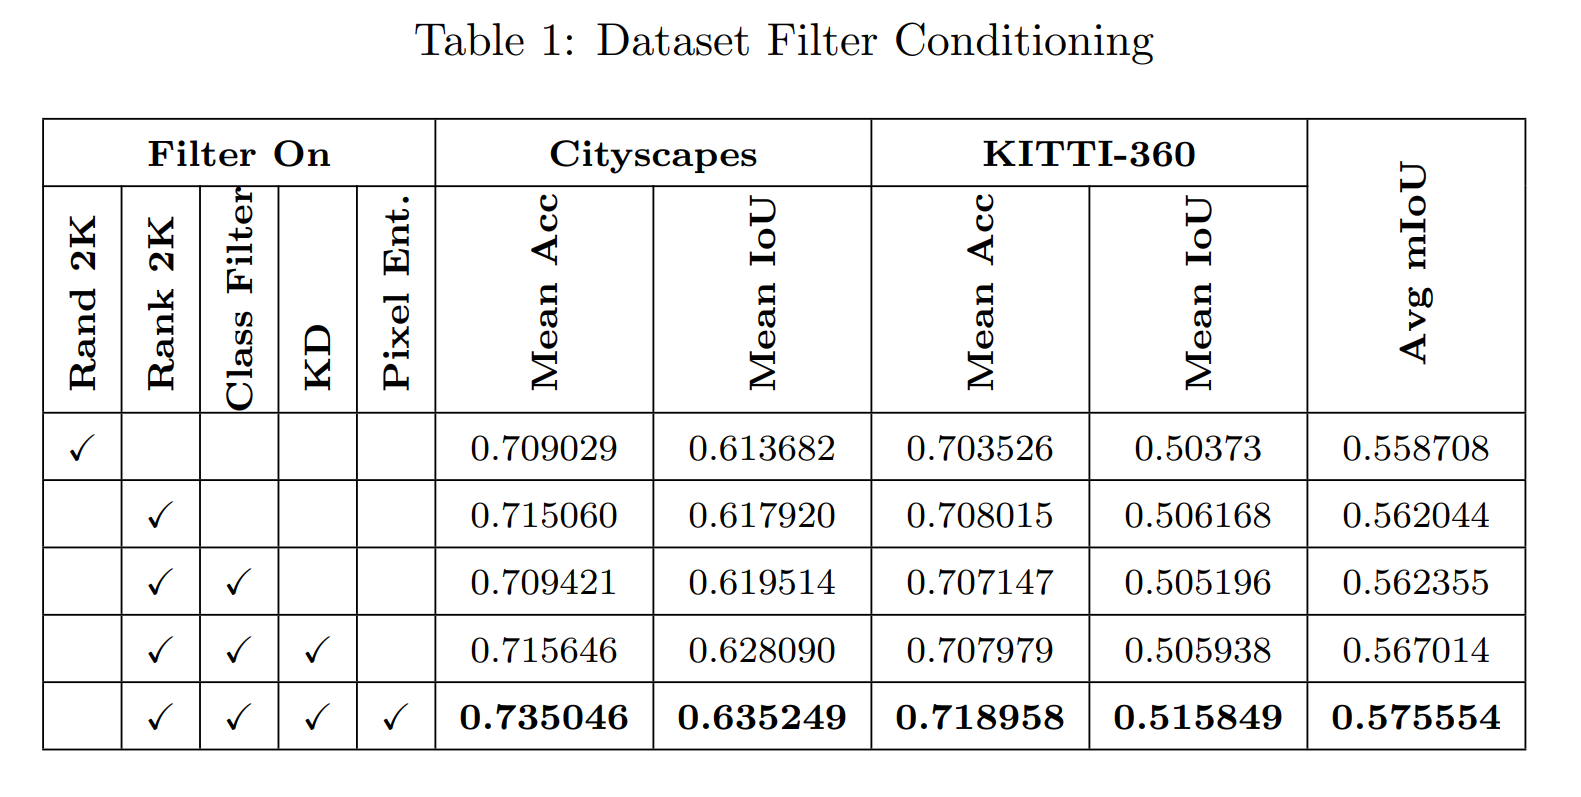 Table 1: Dataset Filter Conditioning
Filter On Cityscapes KITTI-360 Avg mIoU
Rand 2K Rank 2K Class Filter KD Pixel Ent. Mean Acc Mean IoU Mean Acc Mean IoU
✓ 0.709029 0.613682 0.703526 0.50373 0.558708
✓ 0.715060 0.617920 0.708015 0.506168 0.562044
✓ ✓ 0.709421 0.619514 0.707147 0.505196 0.562355
✓ ✓ ✓ 0.715646 0.628090 0.707979 0.505938 0.567014
✓ ✓ ✓ ✓ 0.735046 0.635249 0.718958 0.515849 0.575554